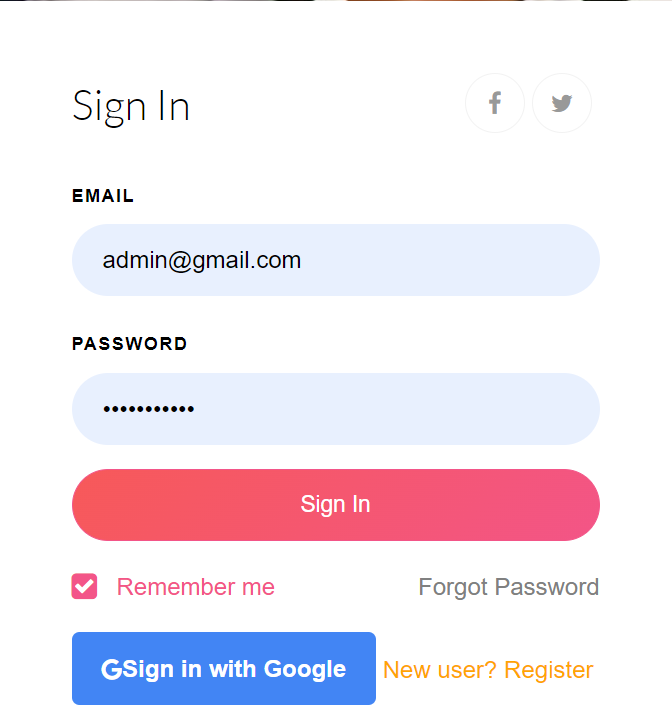 Sign In
EMAIL
admin@gmail.com
PASSWORD
•••••••••••
Sign In
Remember me
Forgot Password
GSign in with Google
New user? Register